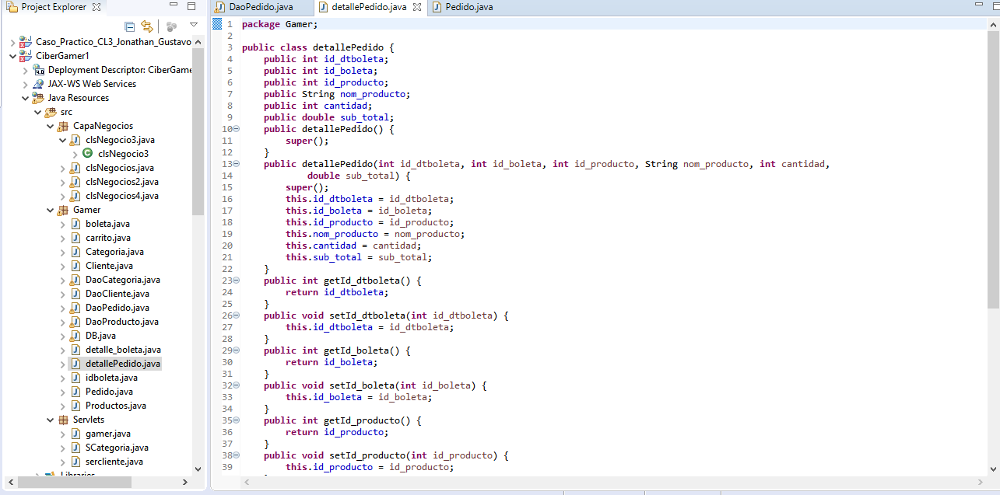 Project Explorer
Caso_Practico_CL3_Jonathan_Gustavo
CiberGamer1
Deployment Descriptor: CiberGame
JAX-WS Web Services
Java Resources
src
CapaNegocios
clsNegocio3.java
clsNegocio3
clsNegocios.java
clsNegocios2.java
clsNegocios4.java
Gamer
boleta.java
carrito.java
Categoria.java
Cliente.java
DaoCategoria.java
DaoCliente.java
DaoPedido.java
DaoProducto.java
DB.java
detalle_boleta.java
detallePedido.java
idboleta.java
Pedido.java
Productos.java
Servlets
gamer.java
SCategoria.java
sercliente.java
Libraries
DaoPedido.java
detallePedido.java
Pedido.java
1 package Gamer;
2
3 public class detallePedido {
4 public int id_dtboleta;
5 public int id_boleta;
6 public int id_producto;
7 public String nom_producto;
8 public int cantidad;
9 public double sub_total;
10 public detallePedido() {
11 super();
12 }
13 public detallePedido(int id_dtboleta, int id_boleta, int id_producto, String nom_producto, int cantidad,
14 double sub_total) {
15 super();
16 this.id_dtboleta = id_dtboleta;
17 this.id_boleta = id_boleta;
18 this.id_producto = id_producto;
19 this.nom_producto = nom_producto;
20 this.cantidad = cantidad;
21 this.sub_total = sub_total;
22 }
23 public int getId_dtboleta() {
24 return id_dtboleta;
25 }
26 public void setId_dtboleta(int id_dtboleta) {
27 this.id_dtboleta = id_dtboleta;
28 }
29 public int getId_boleta() {
30 return id_boleta;
31 }
32 public void setId_boleta(int id_boleta) {
33 this.id_boleta = id_boleta;
34 }
35 public int getId_producto() {
36 return id_producto;
37 }
38 public void setId_producto(int id_producto) {
39 this.id_producto = id_producto;